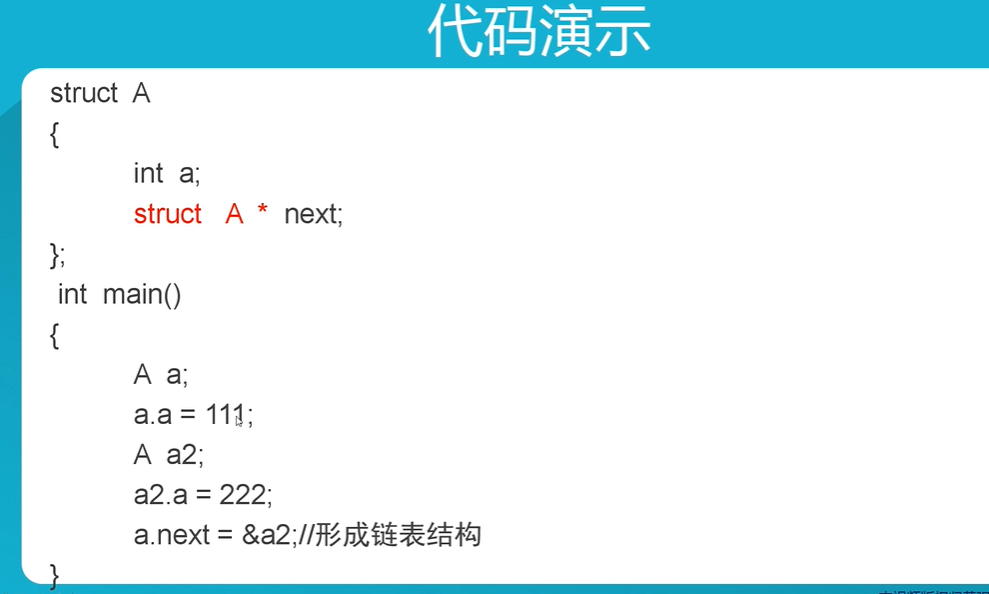 代码演示
struct A
{
int a;
struct A * next;
};
int main()
{
A a;
a.a = 111;
A a2;
a2.a = 222;
a.next = &a2;//形成链表结构
}